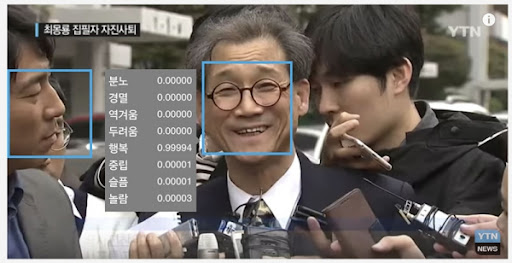 최몽룡 집필자 자진사퇴
YTN
i
분노 0.00000
경멸 0.00000
역겨움 0.00000
두려움 0.00000
행복 0.99994
중립 0.00001
슬픔 0.00001
놀람 0.00003
YTN
NEWS